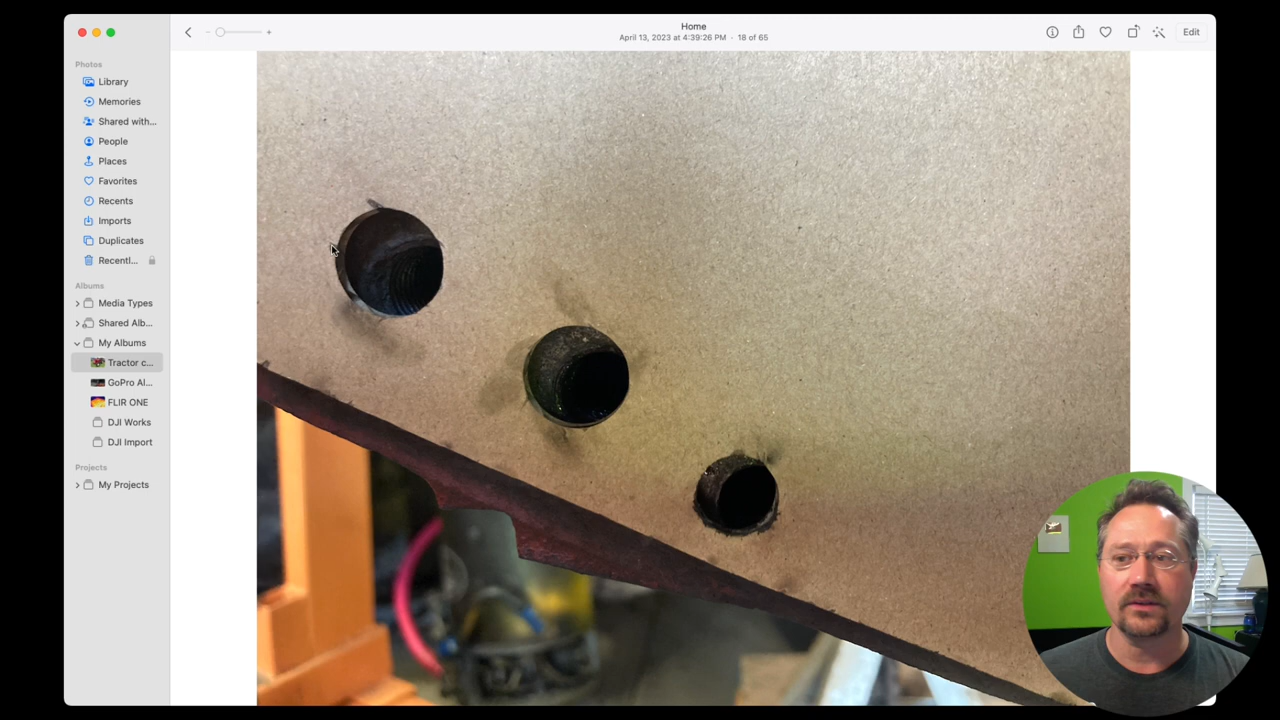 Home
April 13, 2023 at 4:39:26 PM - 18 of 65
Edit
Photos
Library
Memories
Shared with...
People
Places
Favorites
Recents
Imports
Duplicates
Recentl...
Albums
Media Types
Shared Alb...
My Albums
Tractor c...
GoPro Al...
FLIR ONE
DJI Works
DJI Import
Projects
My Projects